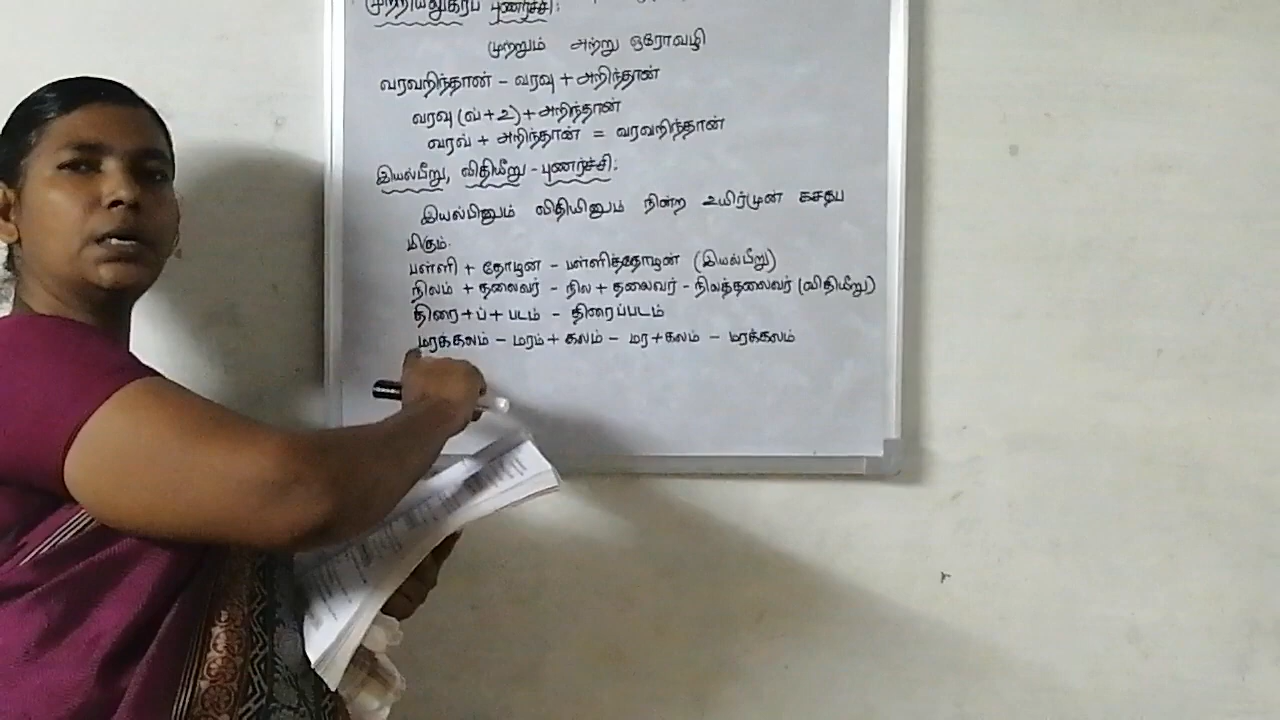 முற்றியலுகரப் புணர்ச்சி:
முற்றும் அற்று ஒரோவழி
வரவறிந்தான் - வரவு + அறிந்தான்
வரவு (வ்+உ) + அறிந்தான்
வரவ் + அறிந்தான் = வரவறிந்தான்
இயல்பீறு, விதியீறு - புணர்ச்சி:
இயல்பினும் விதியினும் நின்ற உயிர்முன் கசதப
மிகும்.
பள்ளி + தோழன் - பள்ளித்தோழன் (இயல்பீறு)
நிலம் + தலைவர் - நில + தலைவர் - நிலத்தலைவர் (விதியீறு)
திரை + ப் + படம் - திரைப்படம்
மரக்கலம் - மரம் + கலம் - மர + கலம் - மரக்கலம்